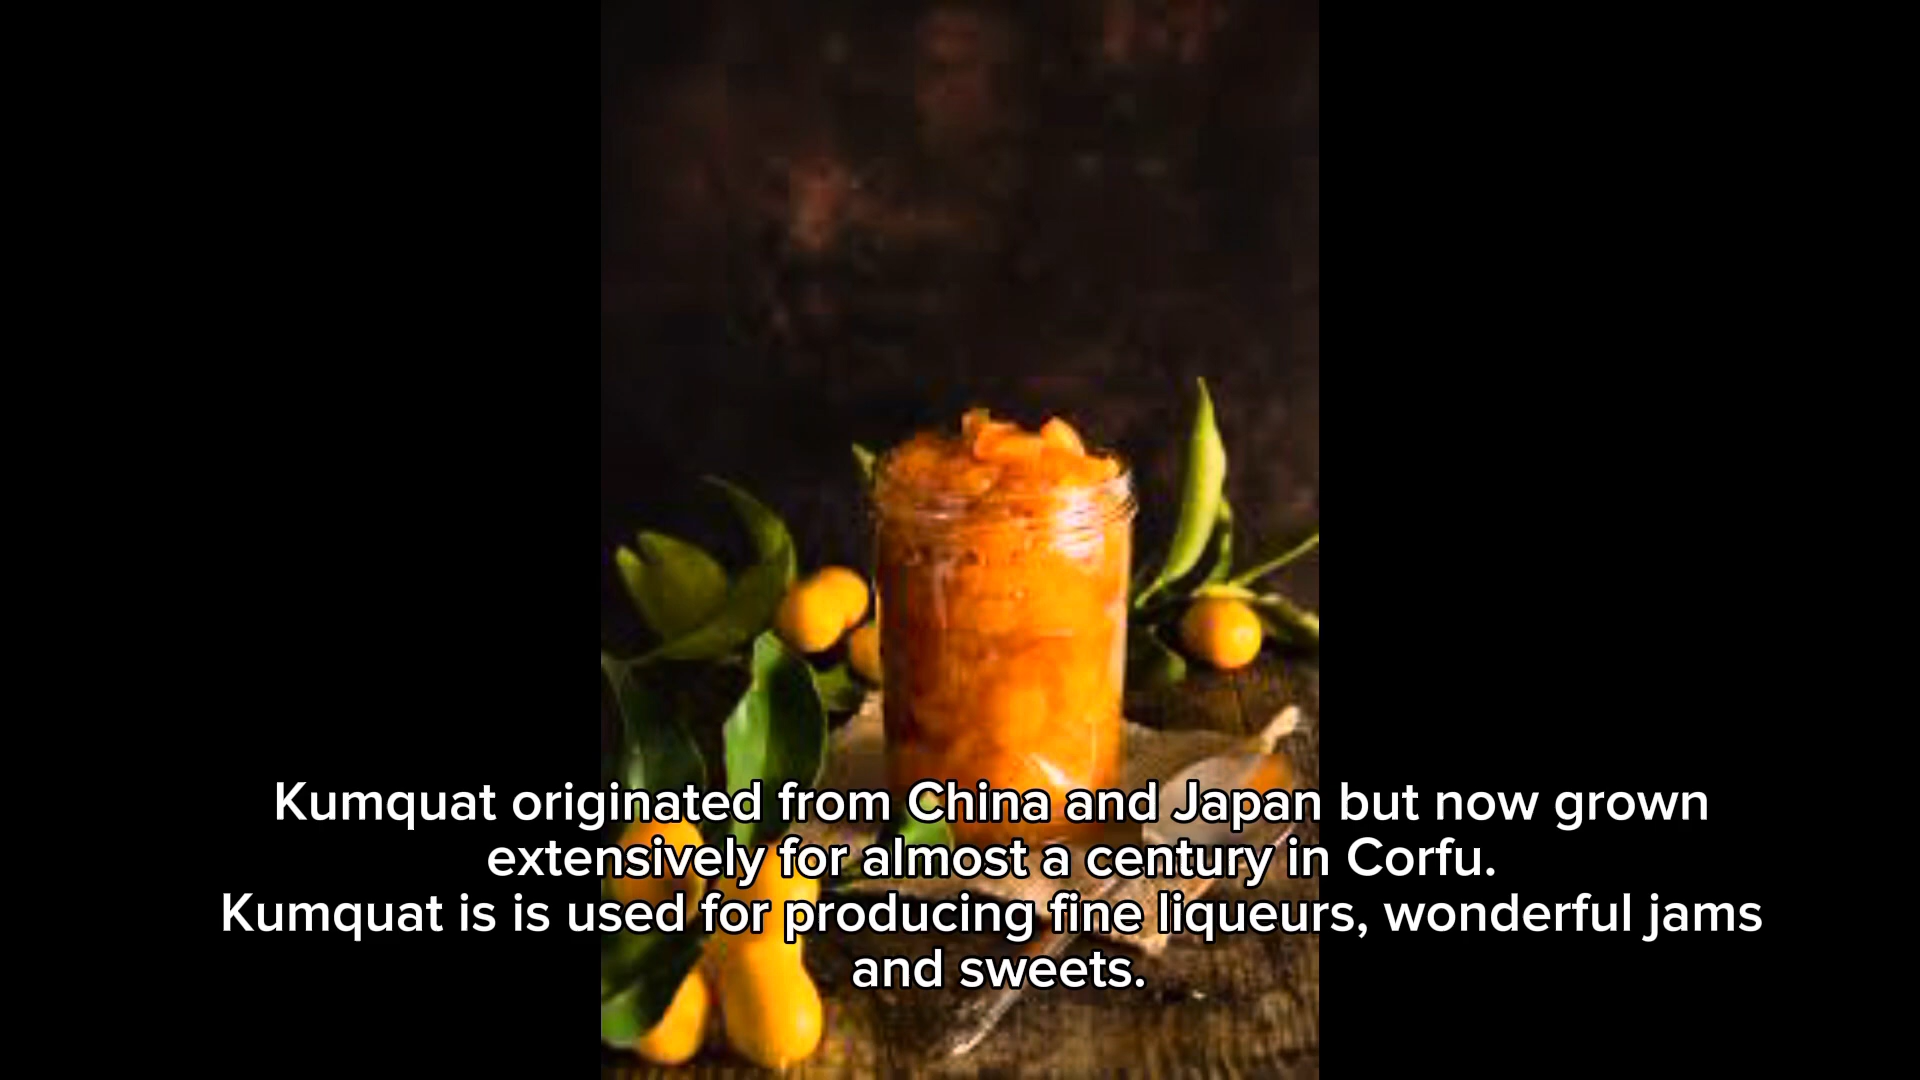 Kumquat originated from China and Japan but now grown
extensively for almost a century in Corfu.
Kumquat is is used for producing fine liqueurs, wonderful jams
and sweets.